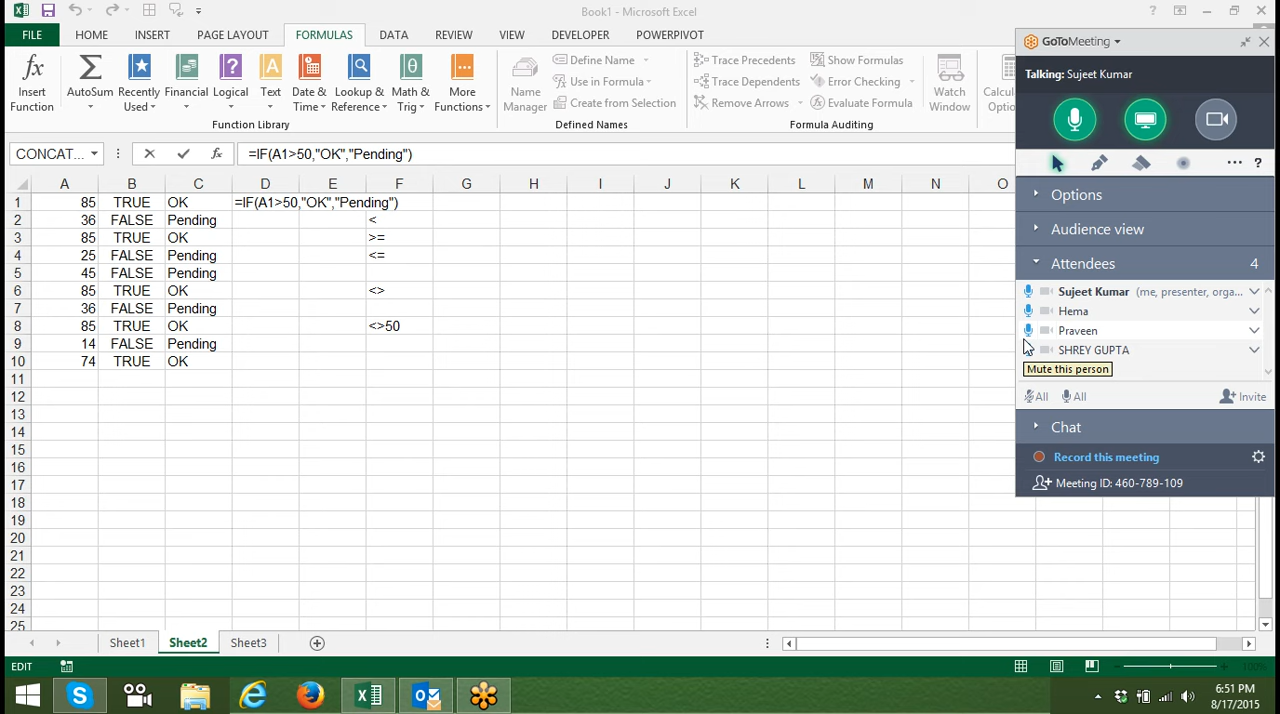 Book1 - Microsoft Excel
FILE HOME INSERT PAGE LAYOUT FORMULAS DATA REVIEW VIEW DEVELOPER POWERPIVOT
Insert Function
AutoSum
Recently Used
Financial
Logical
Text
Date & Time
Lookup & Reference
Math & Trig
More Functions
Function Library
Name Manager
Define Name
Use in Formula
Create from Selection
Defined Names
Trace Precedents
Trace Dependents
Remove Arrows
Show Formulas
Error Checking
Evaluate Formula
Formula Auditing
Watch Window
CONCAT... =IF(A1>50,"OK","Pending")
A B C D E F G H I J K L M N O
1 85 TRUE OK =IF(A1>50,"OK","Pending")
2 36 FALSE Pending <
3 85 TRUE OK >=
4 25 FALSE Pending <=
5 45 FALSE Pending
6 85 TRUE OK <>
7 36 FALSE Pending
8 85 TRUE OK <>50
9 14 FALSE Pending
10 74 TRUE OK
11
12
13
14
15
16
17
18
19
20
21
22
23
24
25
Sheet1 Sheet2 Sheet3
EDIT 100%
GoToMeeting
Talking: Sujeet Kumar
?
Options
Audience view
Attendees 4
Sujeet Kumar (me, presenter, orga...
Hema
Praveen
SHREY GUPTA
Mute this person
All All Invite
Chat
Record this meeting
Meeting ID: 460-789-109
6:51 PM
8/17/2015